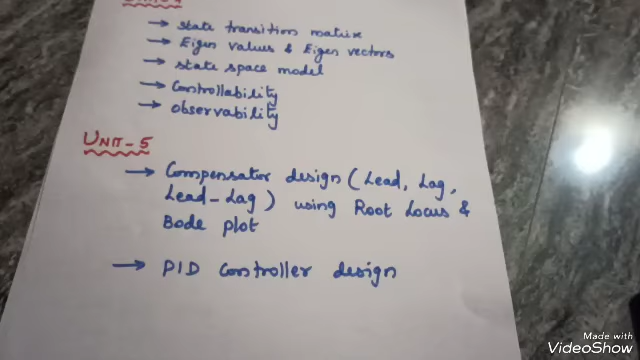 → State transition matrix
→ Eigen values & Eigen vectors
→ State space model
→ Controllability
→ Observability
UNIT-5
→ Compensator design (Lead, Lag,
Lead-Lag) using Root Locus &
Bode plot
→ PID Controller design
Made with
VideoShow